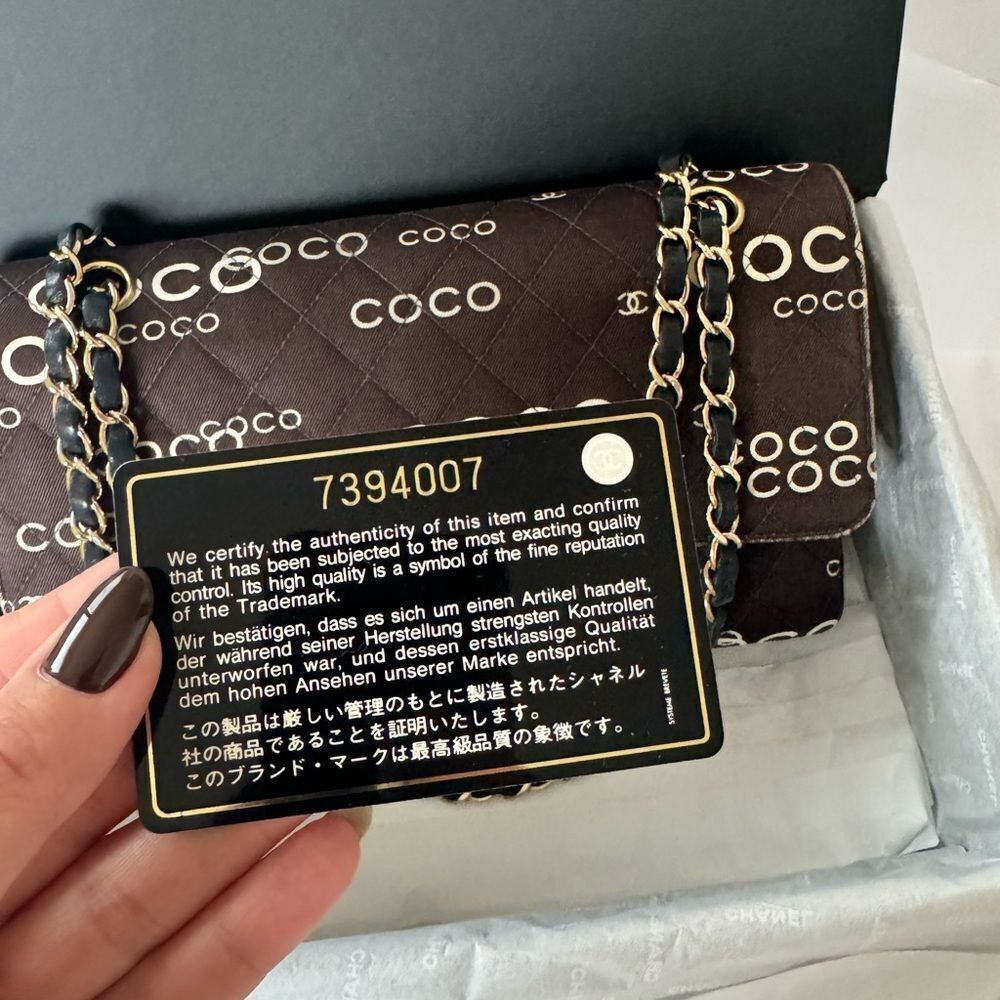 COCO
COCO
COCO
COCO
COCO
COCO
COCO
COCO
COCO
COCO
7394007
We certify the authenticity of this item and confirm
that it has been subjected to the most exacting quality
control. Its high quality is a symbol of the fine reputation
of the Trademark.
Wir bestätigen, dass es sich um einen Artikel handelt,
der während seiner Herstellung strengsten Kontrollen
unterworfen war, und dessen erstklassige Qualität
dem hohen Ansehen unserer Marke entspricht.
この製品は厳しい管理のもとに製造されたシャネル
社の商品であることを証明いたします。
このブランド・マークは最高級品質の象徴です。
SYSTEME BREVETE
CHANEL